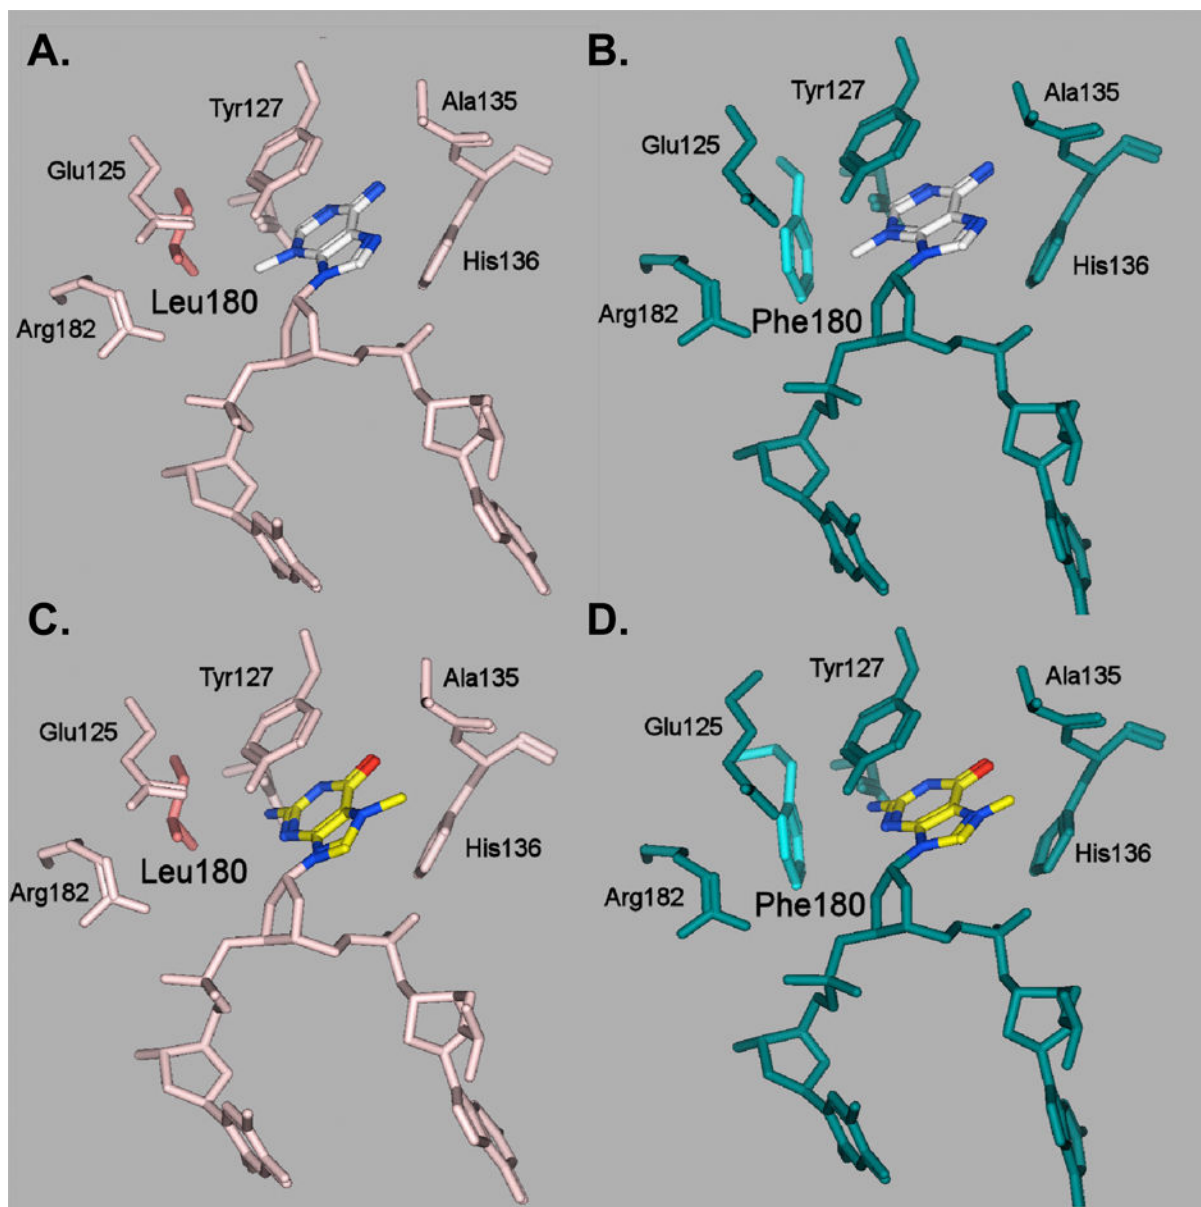 A.
Tyr127
Ala135
Glu125
His136
Leu180
Arg182
B.
Tyr127
Ala135
Glu125
His136
Arg182
Phe180
C.
Tyr127
Ala135
Glu125
His136
Leu180
Arg182
D.
Tyr127
Ala135
Glu125
His136
Arg182
Phe180